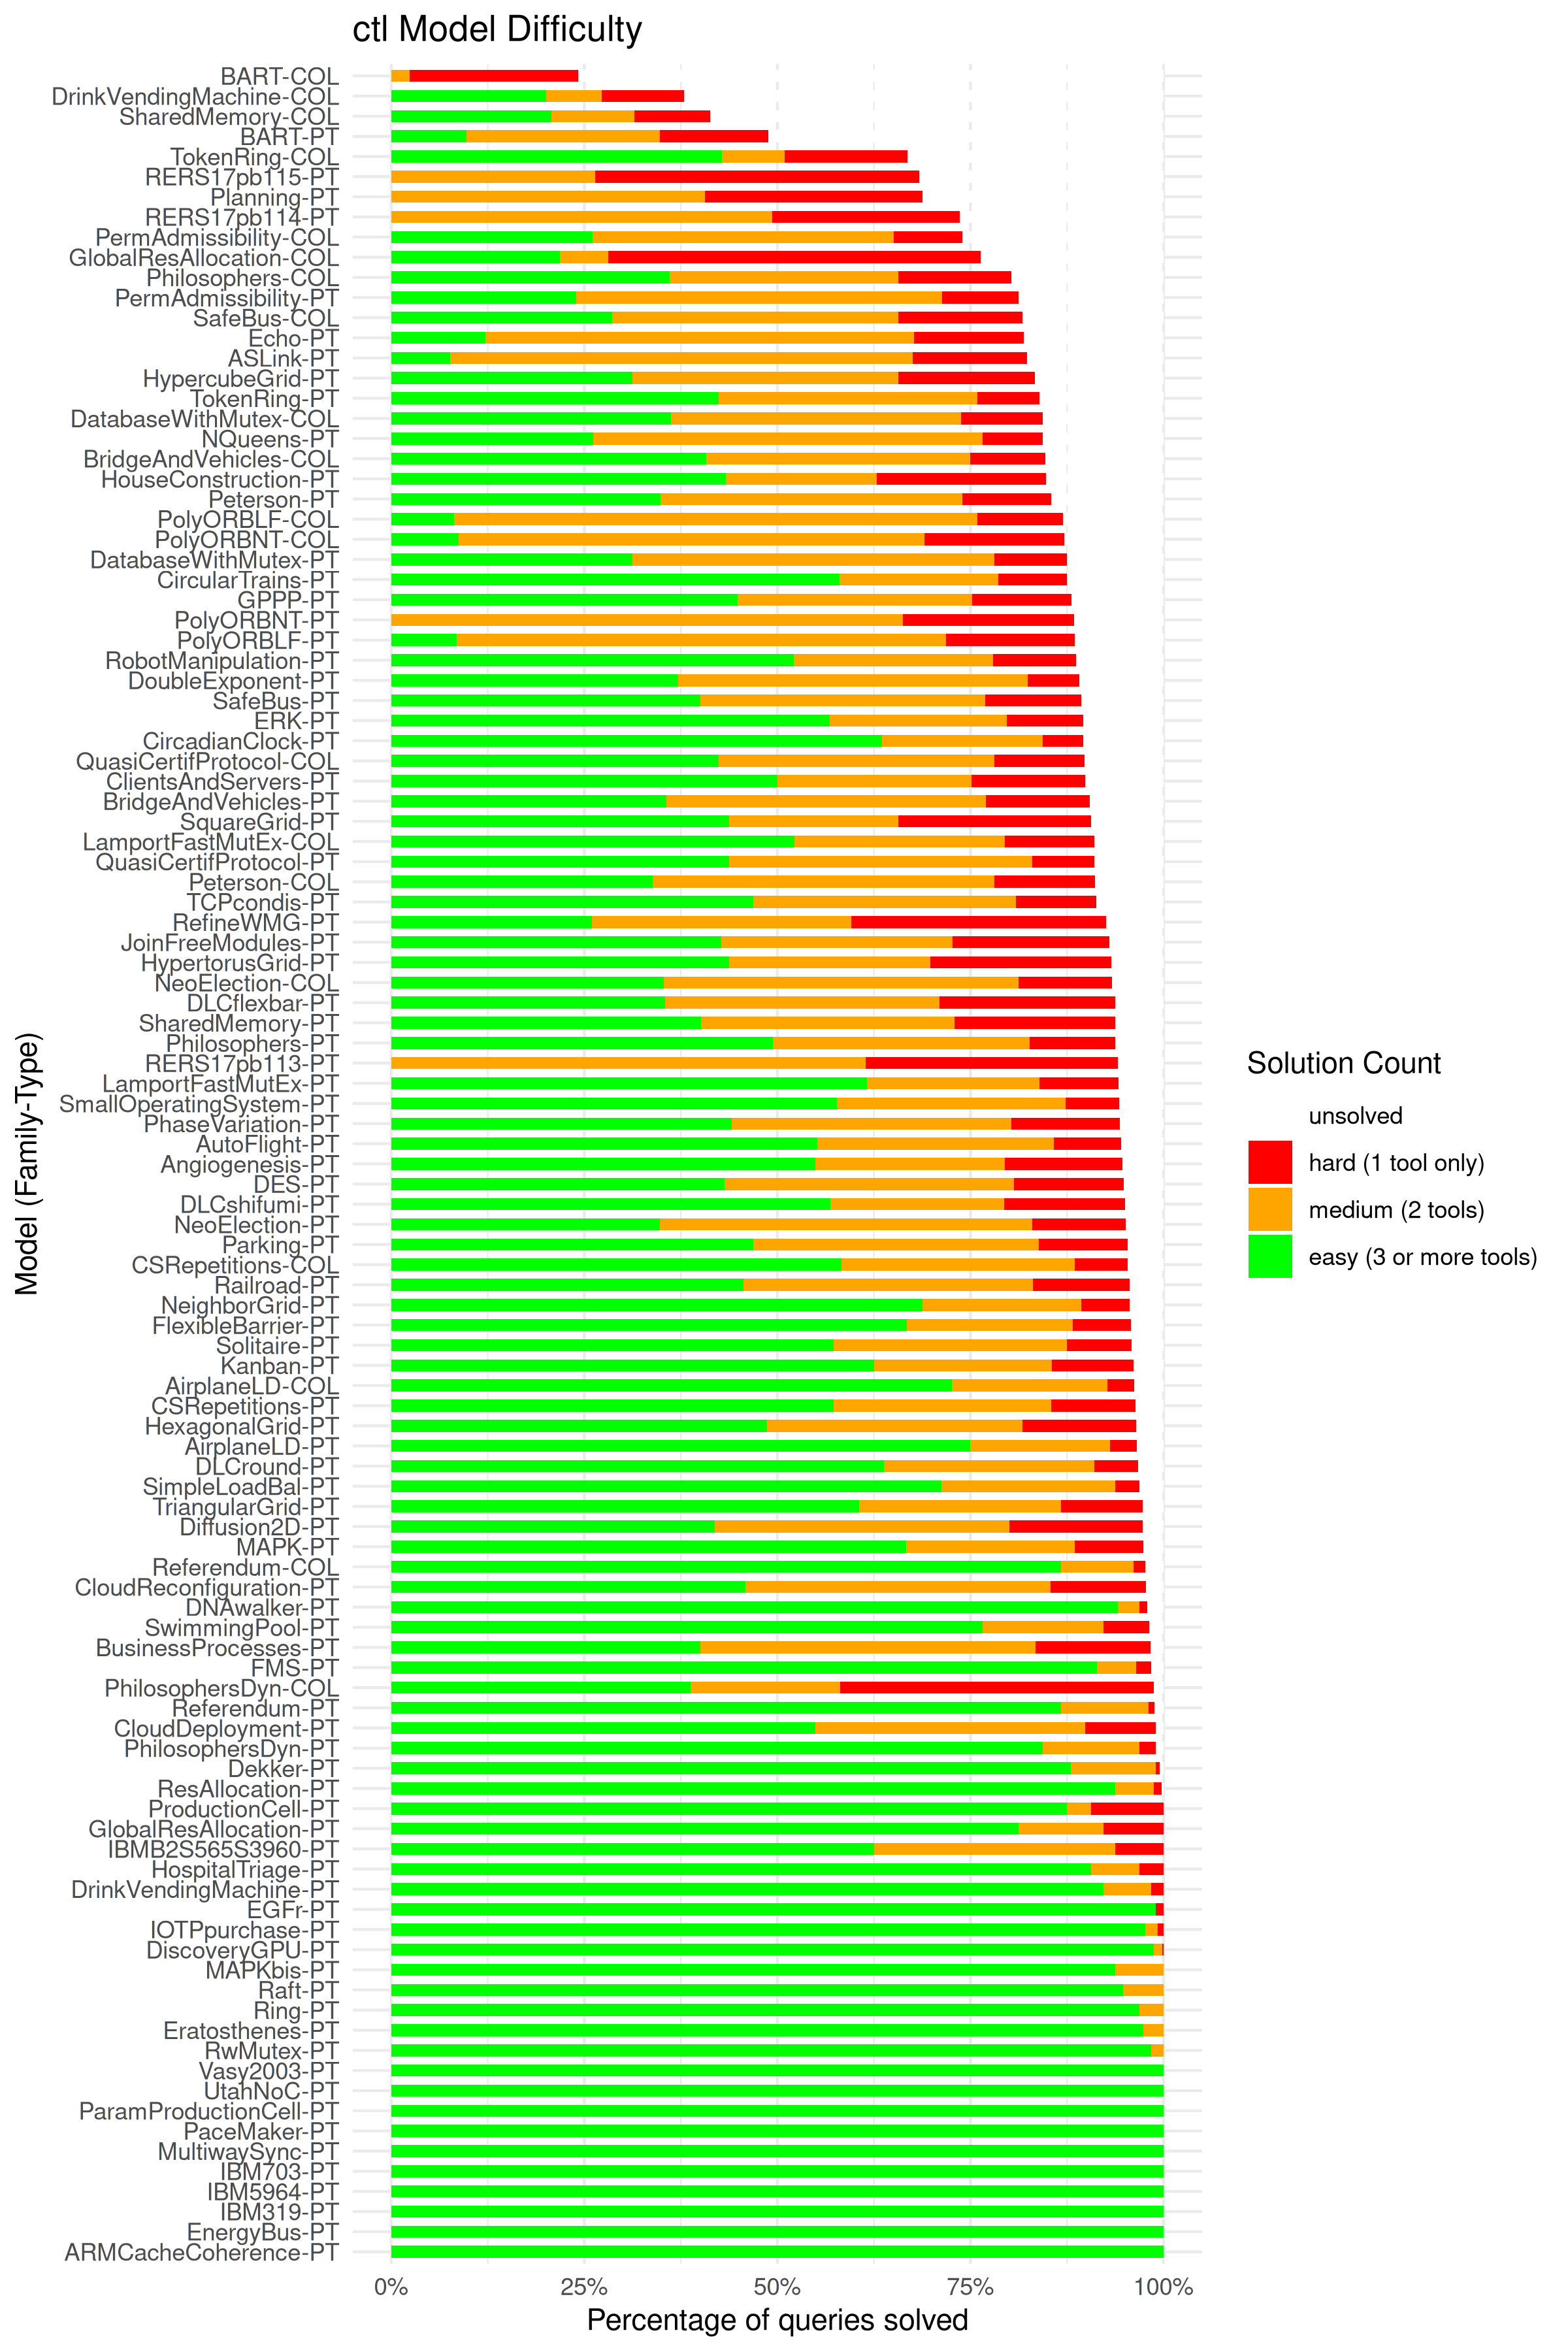 ctl Model Difficulty
BART-COL
DrinkVendingMachine-COL
SharedMemory-COL
BART-PT
TokenRing-COL
RERS17pb115-PT
Planning-PT
RERS17pb114-PT
PermAdmissibility-COL
GlobalResAllocation-COL
Philosophers-COL
PermAdmissibility-PT
SafeBus-COL
Echo-PT
ASLink-PT
HypercubeGrid-PT
TokenRing-PT
DatabaseWithMutex-COL
NQueens-PT
BridgeAndVehicles-COL
HouseConstruction-PT
Peterson-PT
PolyORBLF-COL
PolyORBNT-COL
DatabaseWithMutex-PT
CircularTrains-PT
GPPP-PT
PolyORBNT-PT
PolyORBLF-PT
RobotManipulation-PT
DoubleExponent-PT
SafeBus-PT
ERK-PT
CircadianClock-PT
QuasiCertifProtocol-COL
ClientsAndServers-PT
BridgeAndVehicles-PT
SquareGrid-PT
LamportFastMutEx-COL
QuasiCertifProtocol-PT
Peterson-COL
TCPcondis-PT
RefineWMG-PT
JoinFreeModules-PT
HypertorusGrid-PT
NeoElection-COL
DLCflexbar-PT
SharedMemory-PT
Philosophers-PT
RERS17pb113-PT
LamportFastMutEx-PT
SmallOperatingSystem-PT
PhaseVariation-PT
AutoFlight-PT
Angiogenesis-PT
DES-PT
DLCshifumi-PT
NeoElection-PT
Parking-PT
CSRepetitions-COL
Railroad-PT
NeighborGrid-PT
FlexibleBarrier-PT
Solitaire-PT
Kanban-PT
AirplaneLD-COL
CSRepetitions-PT
HexagonalGrid-PT
AirplaneLD-PT
DLCround-PT
SimpleLoadBal-PT
TriangularGrid-PT
Diffusion2D-PT
MAPK-PT
Referendum-COL
CloudReconfiguration-PT
DNAwalker-PT
SwimmingPool-PT
BusinessProcesses-PT
FMS-PT
PhilosophersDyn-COL
Referendum-PT
CloudDeployment-PT
PhilosophersDyn-PT
Dekker-PT
ResAllocation-PT
ProductionCell-PT
GlobalResAllocation-PT
IBMB2S565S3960-PT
HospitalTriage-PT
DrinkVendingMachine-PT
EGFr-PT
IOTPpurchase-PT
DiscoveryGPU-PT
MAPKbis-PT
Raft-PT
Ring-PT
Eratosthenes-PT
RwMutex-PT
Vasy2003-PT
UtahNoC-PT
ParamProductionCell-PT
PaceMaker-PT
MultiwaySync-PT
IBM703-PT
IBM5964-PT
IBM319-PT
EnergyBus-PT
ARMCacheCoherence-PT
0% 25% 50% 75% 100%
Percentage of queries solved
Model (Family-Type)
Solution Count
unsolved
hard (1 tool only)
medium (2 tools)
easy (3 or more tools)